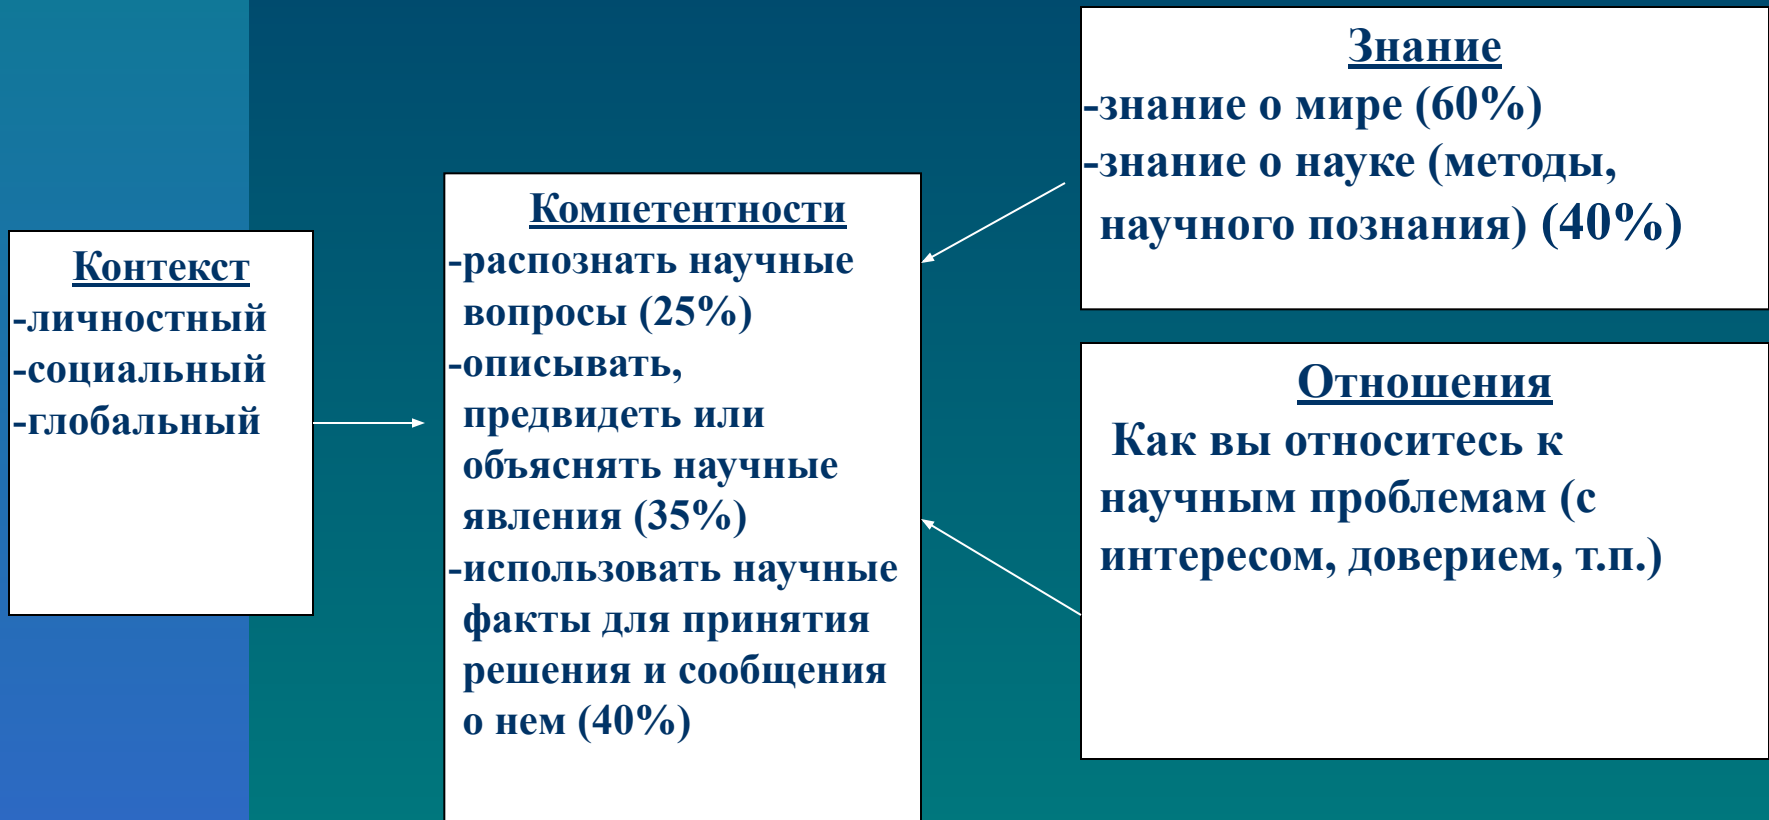 Контекст
-личностный
-социальный
-глобальный
Компетентности
-распознать научные
вопросы (25%)
-описывать,
предвидеть или
объяснять научные
явления (35%)
-использовать научные
факты для принятия
решения и сообщения
о нем (40%)
Знание
-знание о мире (60%)
-знание о науке (методы,
научного познания) (40%)
Отношения
Как вы относитесь к
научным проблемам (с
интересом, доверием, т.п.)